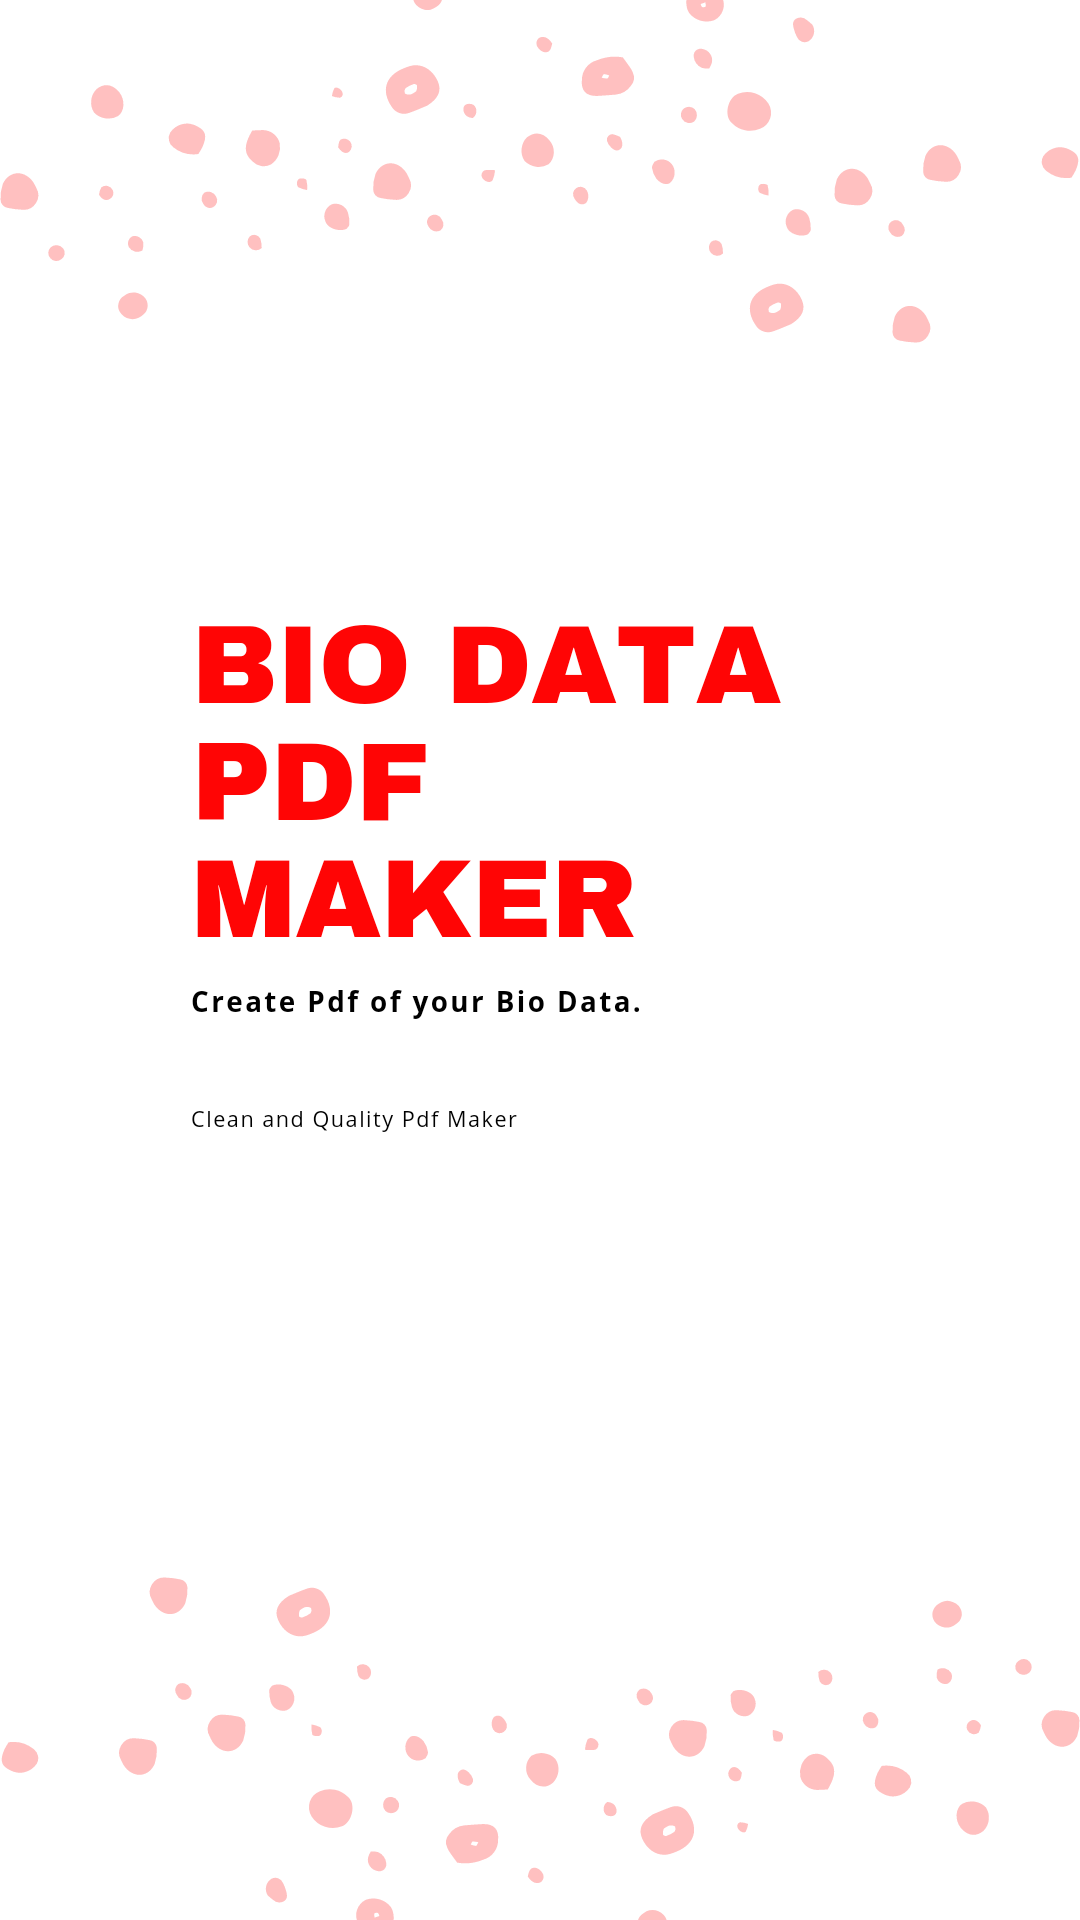 BIO DATA
PDF
MAKER
Create Pdf of your Bio Data.
Clean and Quality Pdf Maker